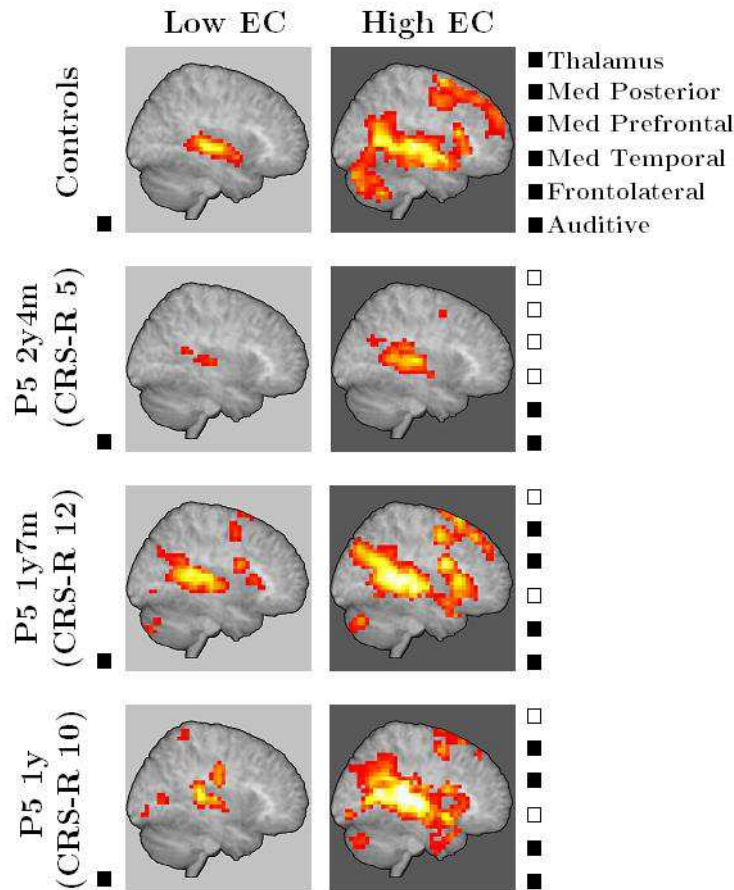 Low EC
High EC
Controls
Thalamus
Med Posterior
Med Prefrontal
Med Temporal
Frontolateral
Auditive
P5 2y4m
(CRS-R 5)
P5 1y7m
(CRS-R 12)
P5 1y
(CRS-R 10)